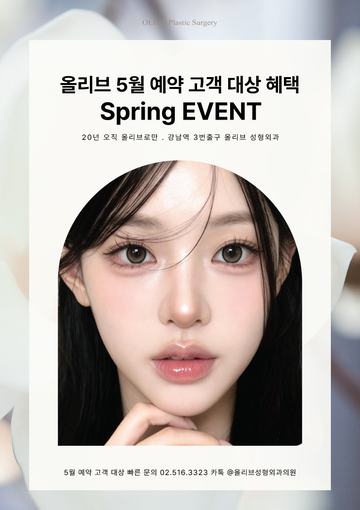 OLIVE Plastic Surgery
올리브 5월 예약 고객 대상 혜택
Spring EVENT
20년 오직 올리브로만 . 강남역 3번출구 올리브 성형외과
5월 예약 고객 대상 빠른 문의 02.516.3323 카톡 @올리브성형외과의원